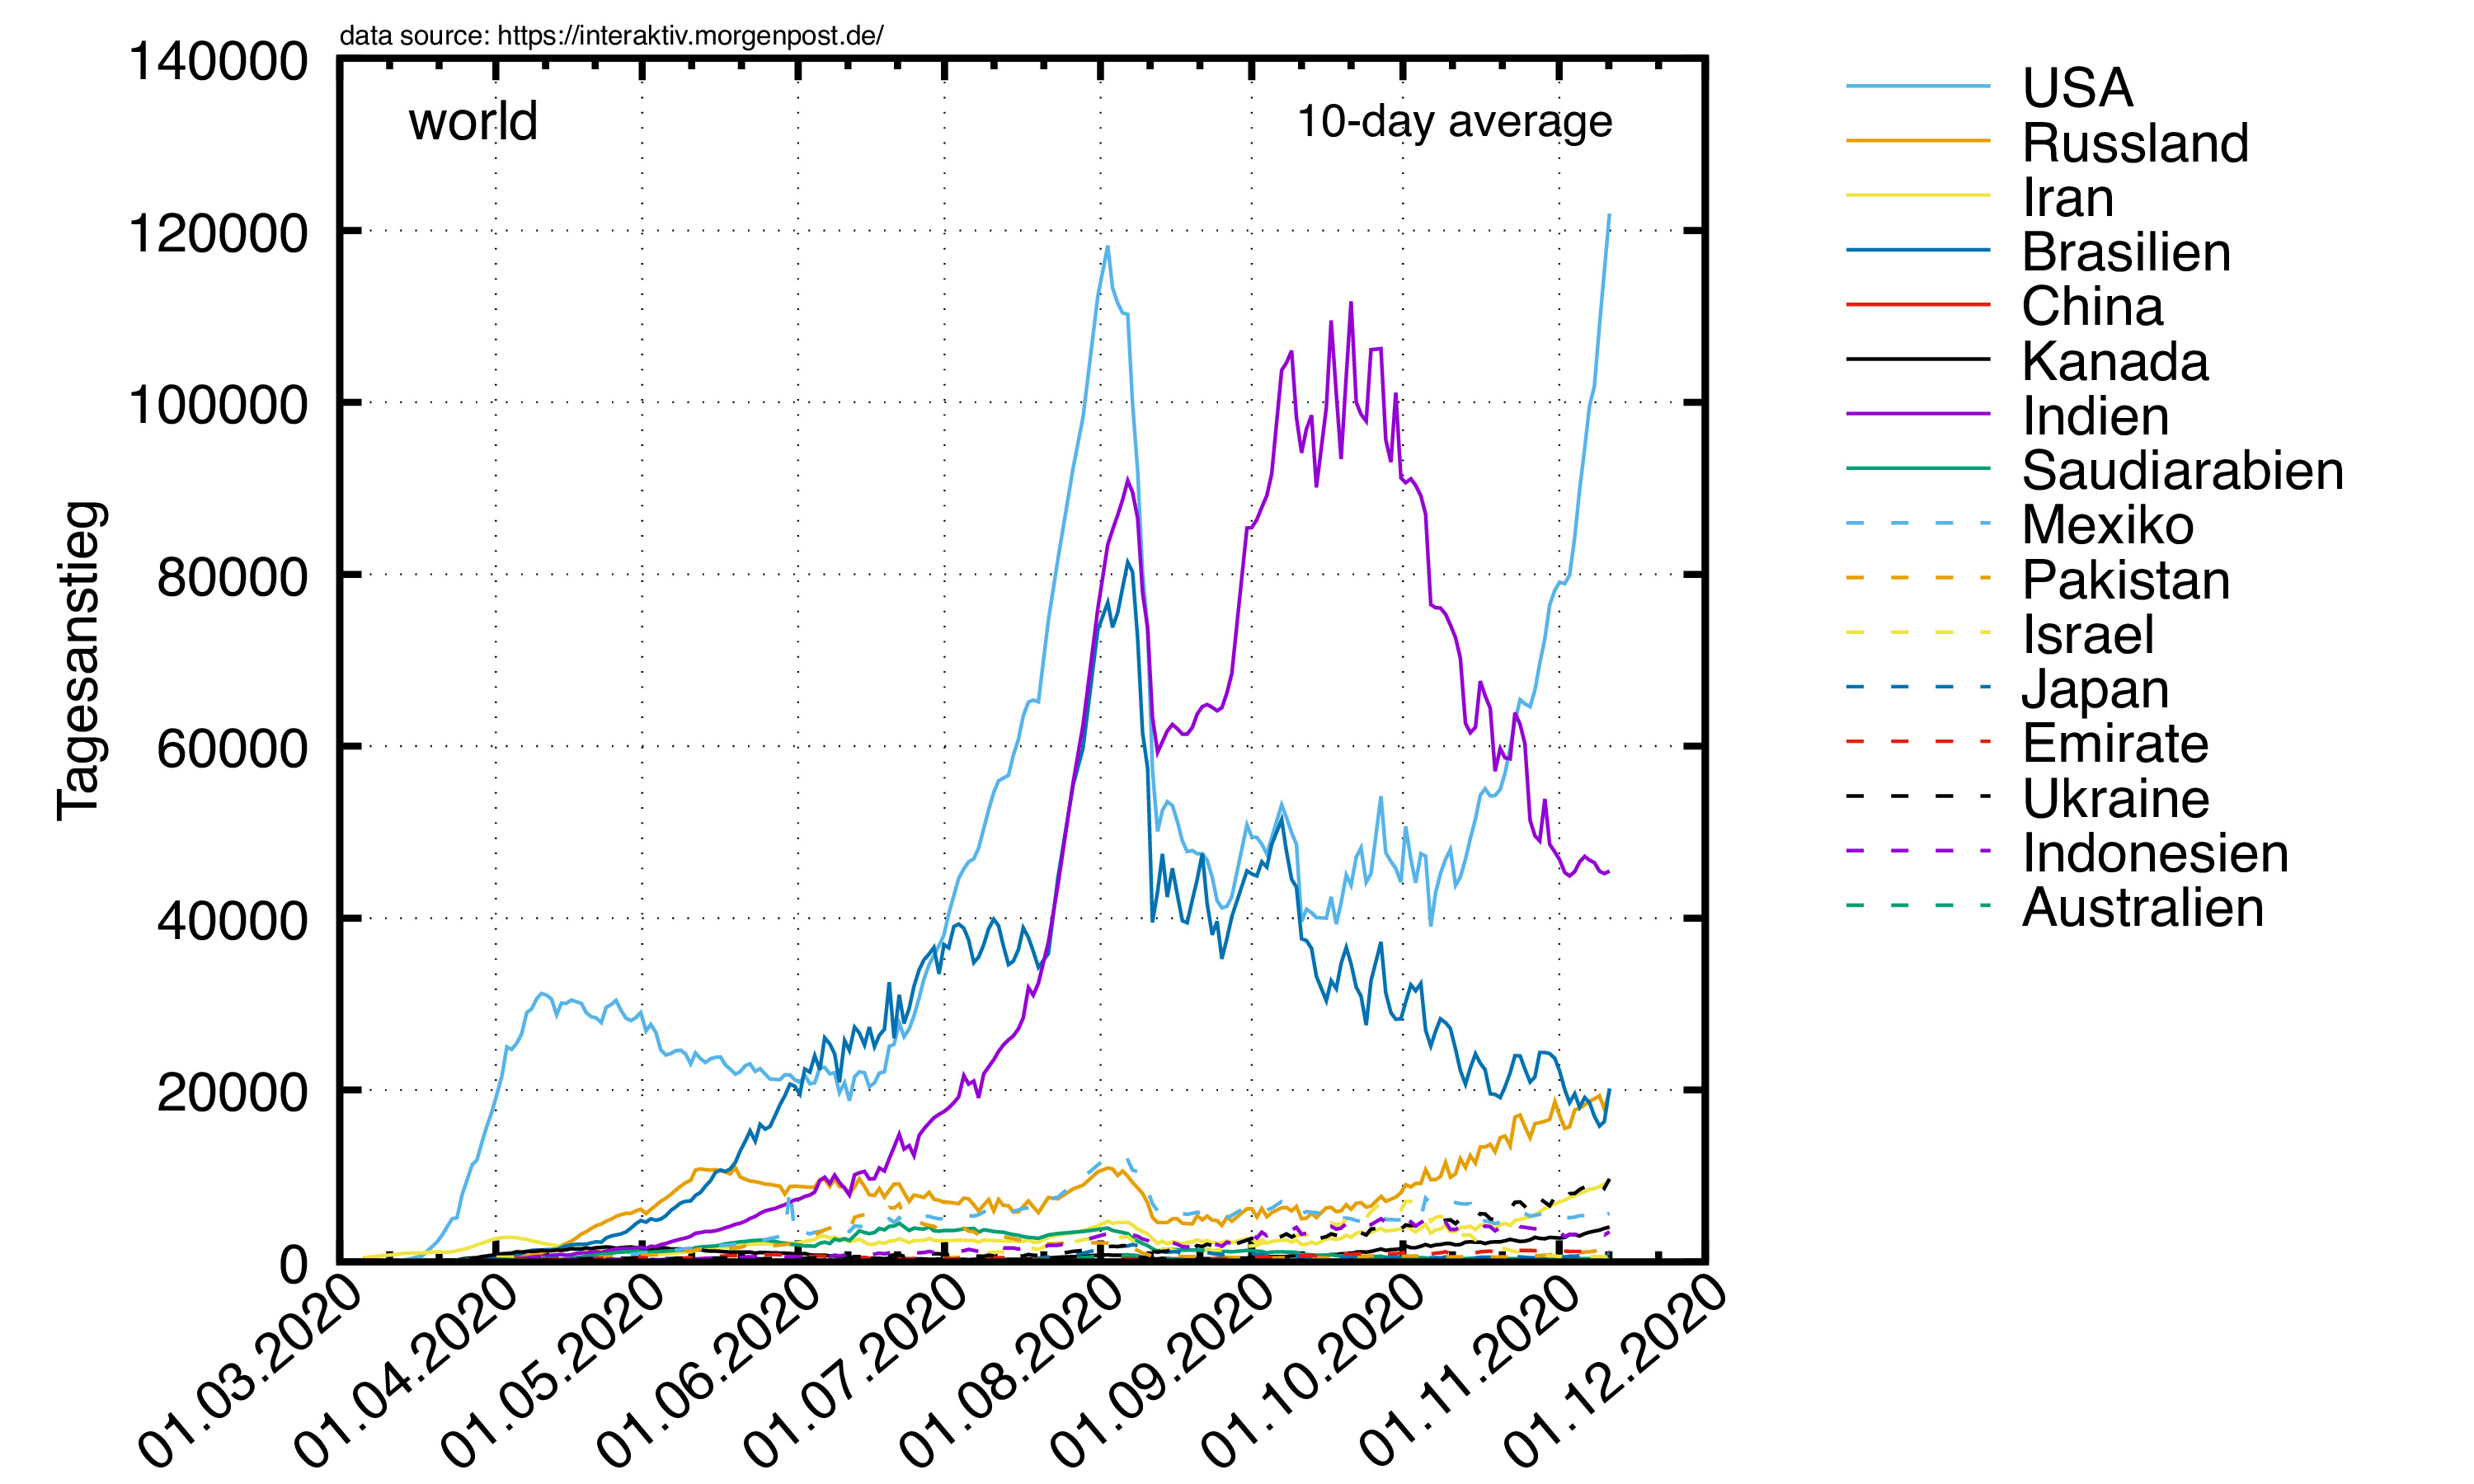 data source: https://interaktiv.morgenpost.de/
world
10-day average
Tagesanstieg
140000
120000
100000
80000
60000
40000
20000
0
01.03.2020
01.04.2020
01.05.2020
01.06.2020
01.07.2020
01.08.2020
01.09.2020
01.10.2020
01.11.2020
01.12.2020
USA
Russland
Iran
Brasilien
China
Kanada
Indien
Saudiarabien
Mexiko
Pakistan
Israel
Japan
Emirate
Ukraine
Indonesien
Australien